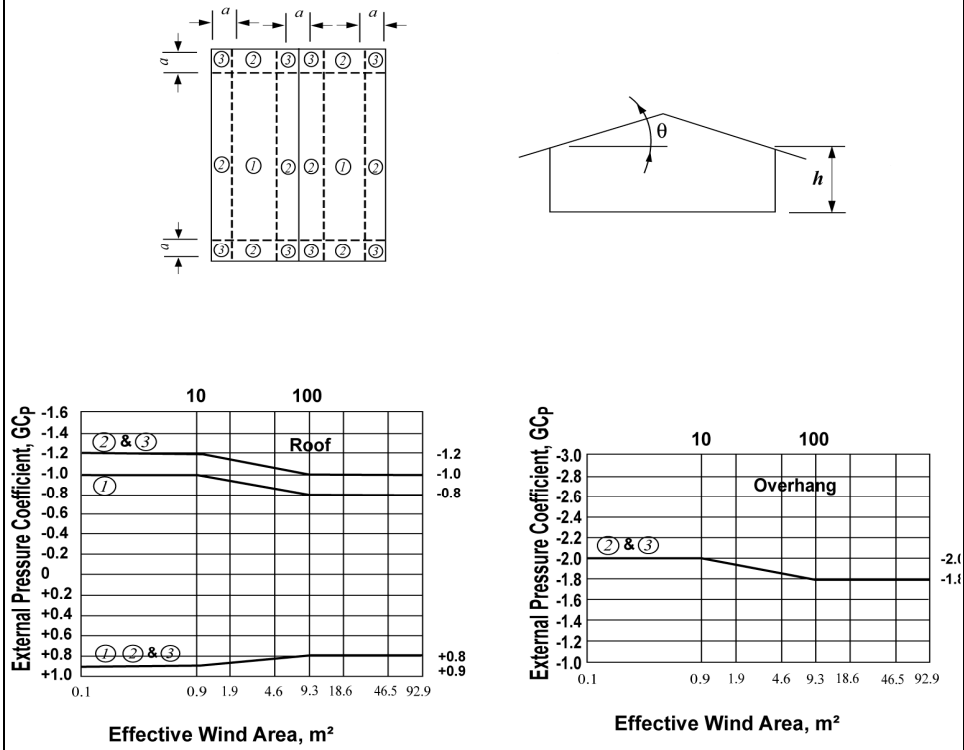 a a a
a
③ ② ③ ③ ② ③
② ① ② ② ① ②
a
③ ② ③ ③ ② ③
θ
h
10 100
External Pressure Coefficient, GCP
-1.6
-1.4
-1.2
-1.0
-0.8
-0.6
-0.4
-0.2
0
+0.2
+0.4
+0.6
+0.8
+1.0
② & ③
Roof
①
① ② & ③
-1.2
-1.0
-0.8
+0.8
+0.9
0.1 0.9 1.9 4.6 9.3 18.6 46.5 92.9
Effective Wind Area, m²
10 100
External Pressure Coefficient, GCP
-3.0
-2.8
-2.6
-2.4
-2.2
-2.0
-1.8
-1.6
-1.4
-1.2
-1.0
Overhang
② & ③
-2.0
-1.8
0.1 0.9 1.9 4.6 9.3 18.6 46.5 92.9
Effective Wind Area, m²